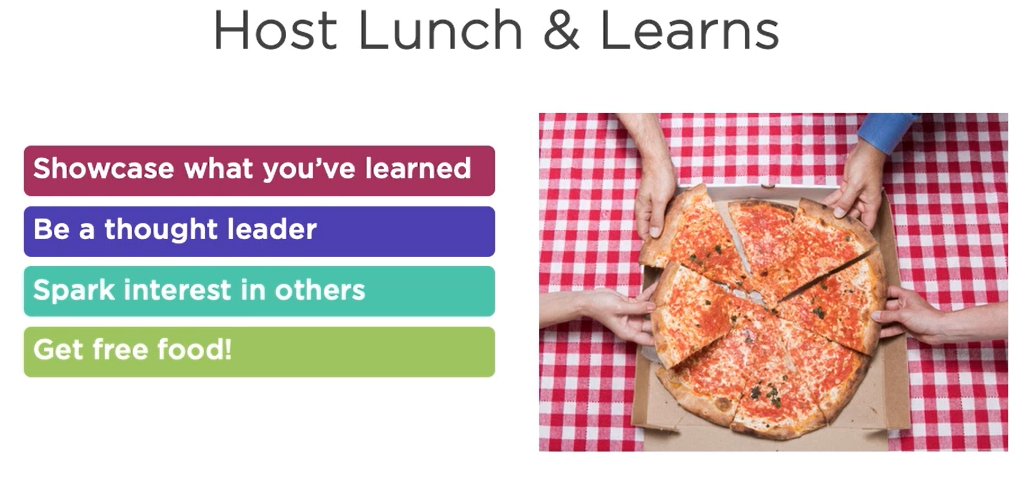 Host Lunch & Learns
Showcase what you’ve learned
Be a thought leader
Spark interest in others
Get free food!